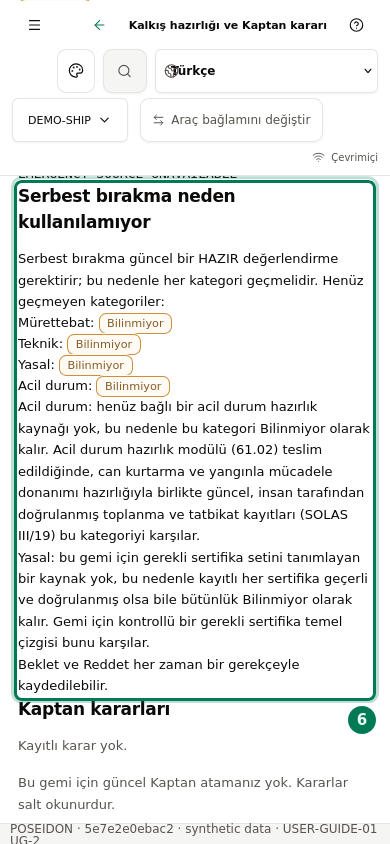 Kalkış hazırlığı ve Kaptan kararı
Türkçe
DEMO-SHIP
Araç bağlamını değiştir
Çevrimiçi
EMERGENCY_SOURCE_UNAVAILABLE
Serbest bırakma neden
kullanılamıyor
Serbest bırakma güncel bir HAZIR değerlendirme
gerektirir; bu nedenle her kategori geçmelidir. Henüz
geçmeyen kategoriler:
Mürettebat: Bilinmiyor
Teknik: Bilinmiyor
Yasal: Bilinmiyor
Acil durum: Bilinmiyor
Acil durum: henüz bağlı bir acil durum hazırlık
kaynağı yok, bu nedenle bu kategori Bilinmiyor olarak
kalır. Acil durum hazırlık modülü (61.02) teslim
edildiğinde, can kurtarma ve yangınla mücadele
donanımı hazırlığıyla birlikte güncel, insan tarafından
doğrulanmış toplanma ve tatbikat kayıtları (SOLAS
III/19) bu kategoriyi karşılar.
Yasal: bu gemi için gerekli sertifika setini tanımlayan
bir kaynak yok, bu nedenle kayıtlı her sertifika geçerli
ve doğrulanmış olsa bile bütünlük Bilinmiyor olarak
kalır. Gemi için kontrollü bir gerekli sertifika temel
çizgisi bunu karşılar.
Beklet ve Reddet her zaman bir gerekçeyle
kaydedilebilir.
Kaptan kararları
6
Kayıtlı karar yok.
Bu gemi için güncel Kaptan atamanız yok. Kararlar
salt okunurdur.
POSEIDON · 5e7e2e0ebac2 · synthetic data · USER-GUIDE-01
UG-2